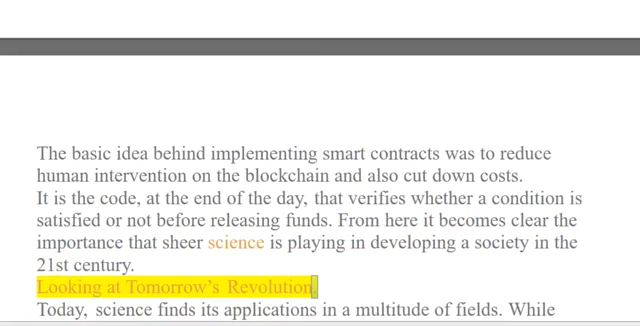 The basic idea behind implementing smart contracts was to reduce
human intervention on the blockchain and also cut down costs.
It is the code, at the end of the day, that verifies whether a condition is
satisfied or not before releasing funds. From here it becomes clear the
importance that sheer science is playing in developing a society in the
21st century.
Looking at Tomorrow’s Revolution.
Today, science finds its applications in a multitude of fields. While